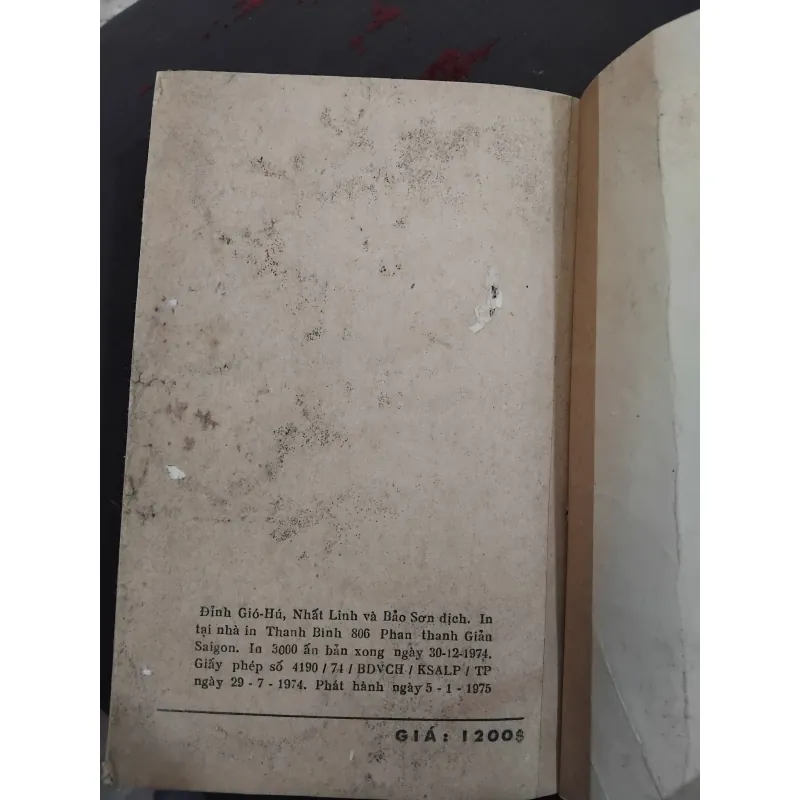 Đỉnh Gió-Hú, Nhất Linh và Bảo Sơn dịch. In
tại nhà in Thanh Bình 806 Phan thanh Giản
Saigon. In 3000 ấn bản xong ngày 30-12-1974.
Giấy phép số 4190 / 74 / BDVCH / KSALP / TP
ngày 29 - 7 - 1974. Phát hành ngày 5 - 1 - 1975
GIÁ : 1200$